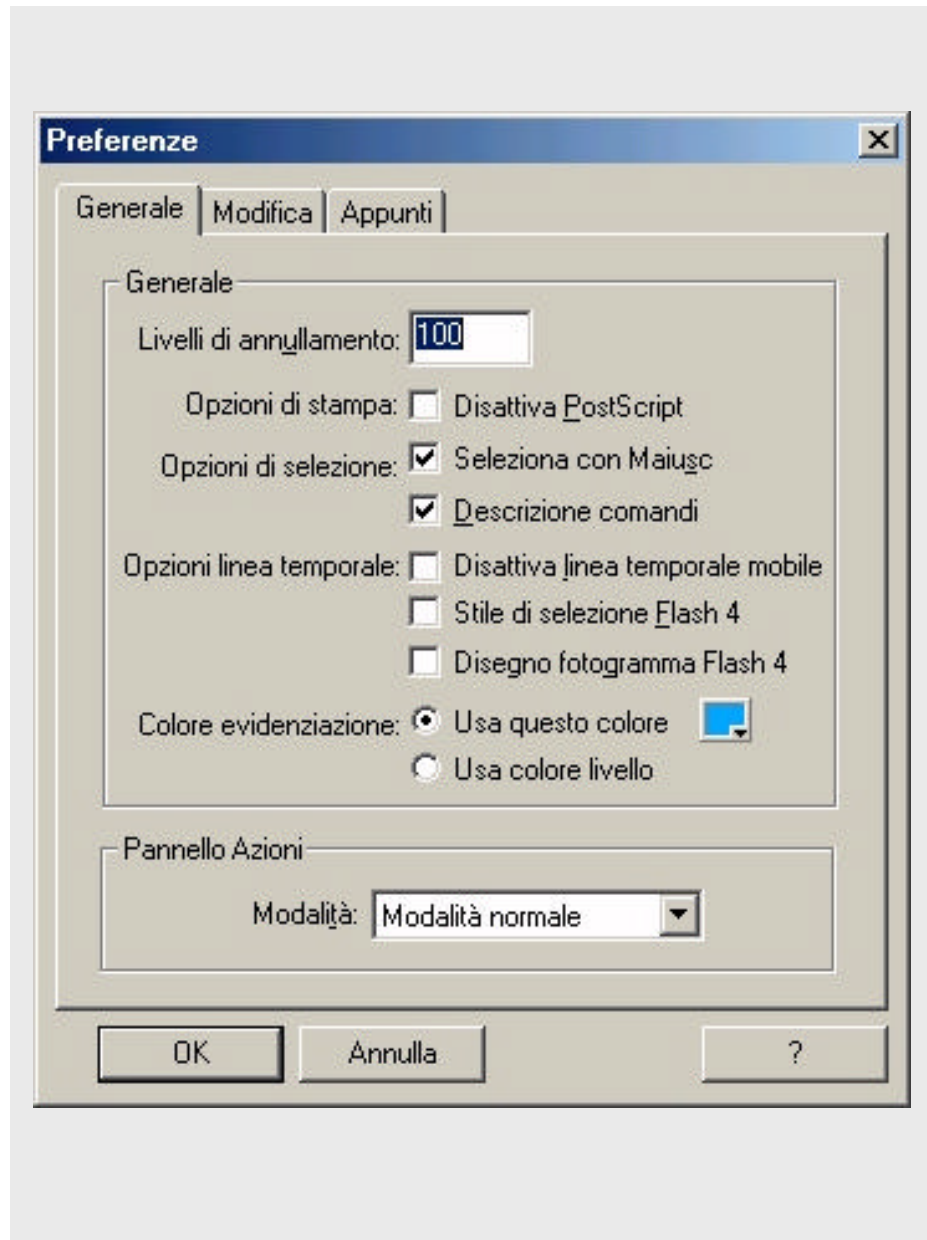 Preferenze
Generale Modifica Appunti
Generale
Livelli di annullamento: 100
Opzioni di stampa: Disattiva PostScript
Opzioni di selezione: Seleziona con Maiusc
Descrizione comandi
Opzioni linea temporale: Disattiva linea temporale mobile
Stile di selezione Flash 4
Disegno fotogramma Flash 4
Colore evidenziazione: Usa questo colore
Usa colore livello
Pannello Azioni
Modalità: Modalità normale
OK Annulla ?